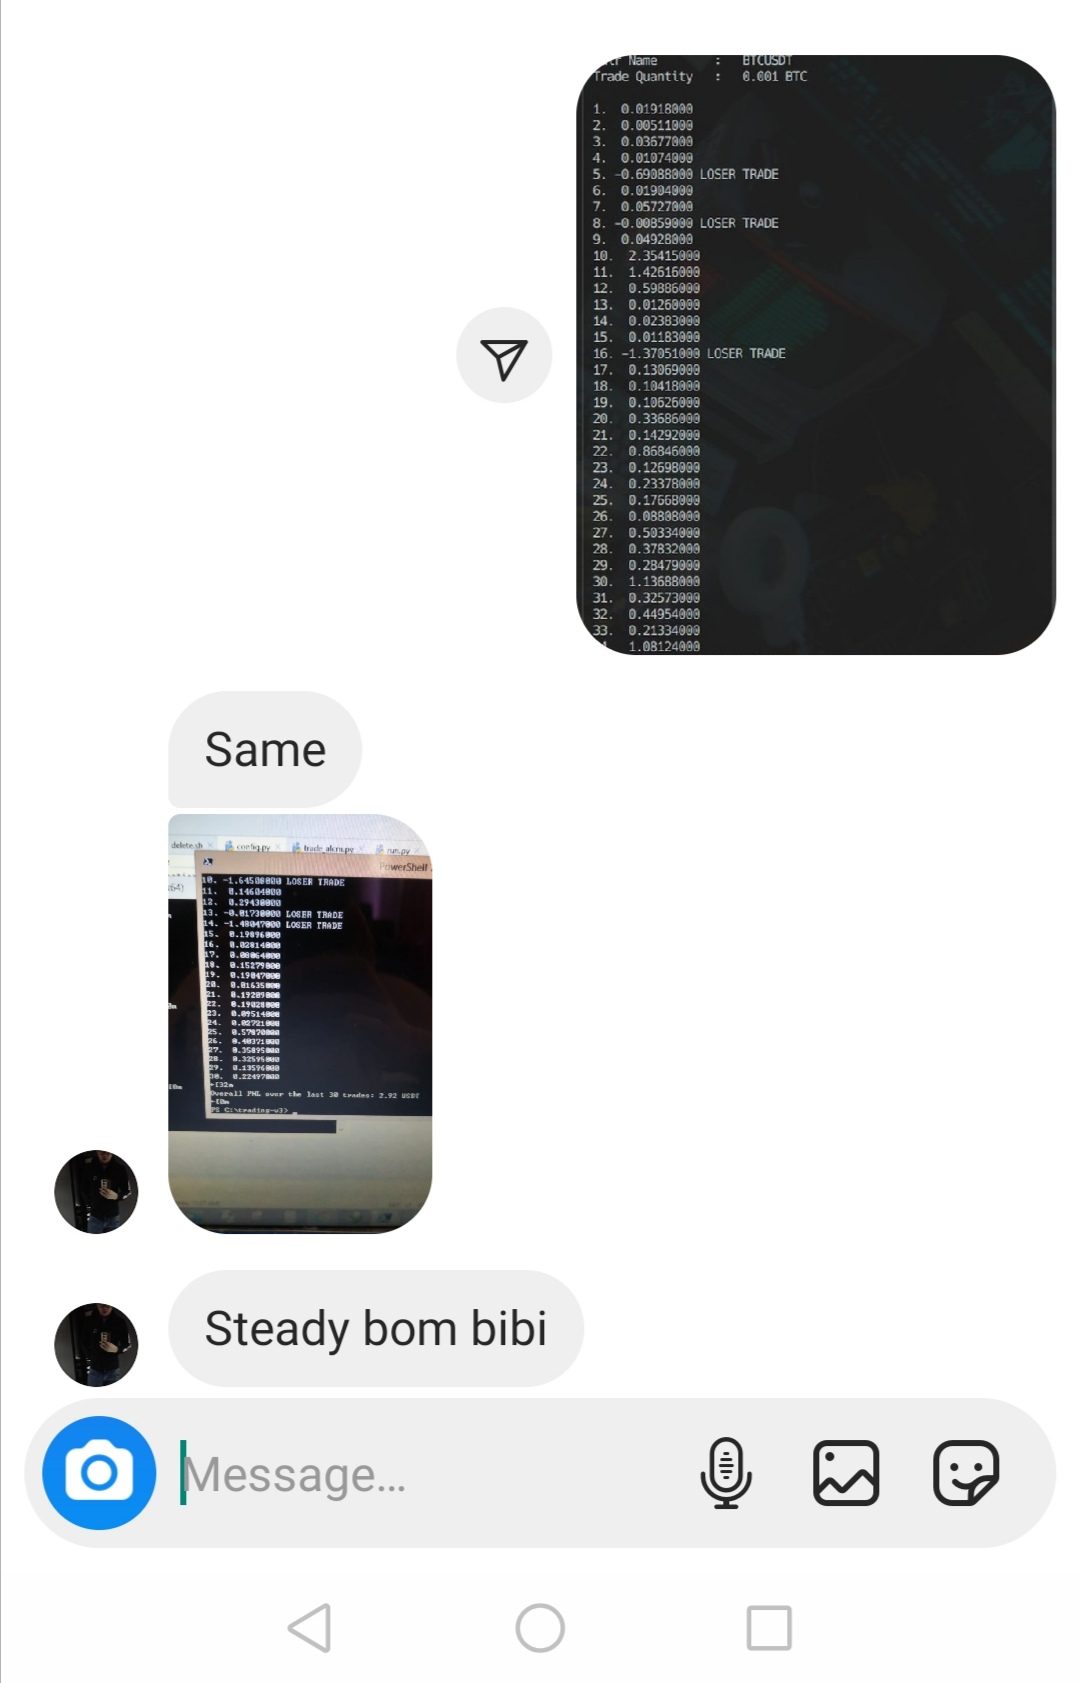 Name : BTCUSDT
Trade Quantity : 0.001 BTC
1. 0.01918000
2. 0.00511000
3. 0.03677000
4. 0.01074000
5. -0.69088000 LOSER TRADE
6. 0.01904000
7. 0.05727000
8. -0.00859000 LOSER TRADE
9. 0.04928000
10. 2.35415000
11. 1.42616000
12. 0.59886000
13. 0.01260000
14. 0.02383000
15. 0.01183000
16. -1.37051000 LOSER TRADE
17. 0.13069000
18. 0.10418000
19. 0.10626000
20. 0.33686000
21. 0.14292000
22. 0.86846000
23. 0.12698000
24. 0.23378000
25. 0.17668000
26. 0.08808000
27. 0.50334000
28. 0.37832000
29. 0.28479000
30. 1.13688000
31. 0.32573000
32. 0.44954000
33. 0.21334000
1.08124000
Same
delete.sh config.py trade_alcm.py run.py
PowerShell
10. -1.64508000 LOSER TRADE
11. 0.14604000
12. 0.29430000
13. -0.01730000 LOSER TRADE
14. -1.48047000 LOSER TRADE
15. 0.19896000
16. 0.02814000
17. 0.08064000
18. 0.15279000
19. 0.19047000
20. 0.01635000
21. 0.19209000
22. 0.19028000
23. 0.09514000
24. 0.02721000
25. 0.57070000
26. 0.40371000
27. 0.35895000
28. 0.32595000
29. 0.13596000
30. 0.22497000
←[32m
Overall PNL over the last 30 trades: 2.92 USDT
←[0m
PS C:\trading-v3>
Steady bom bibi
Message...